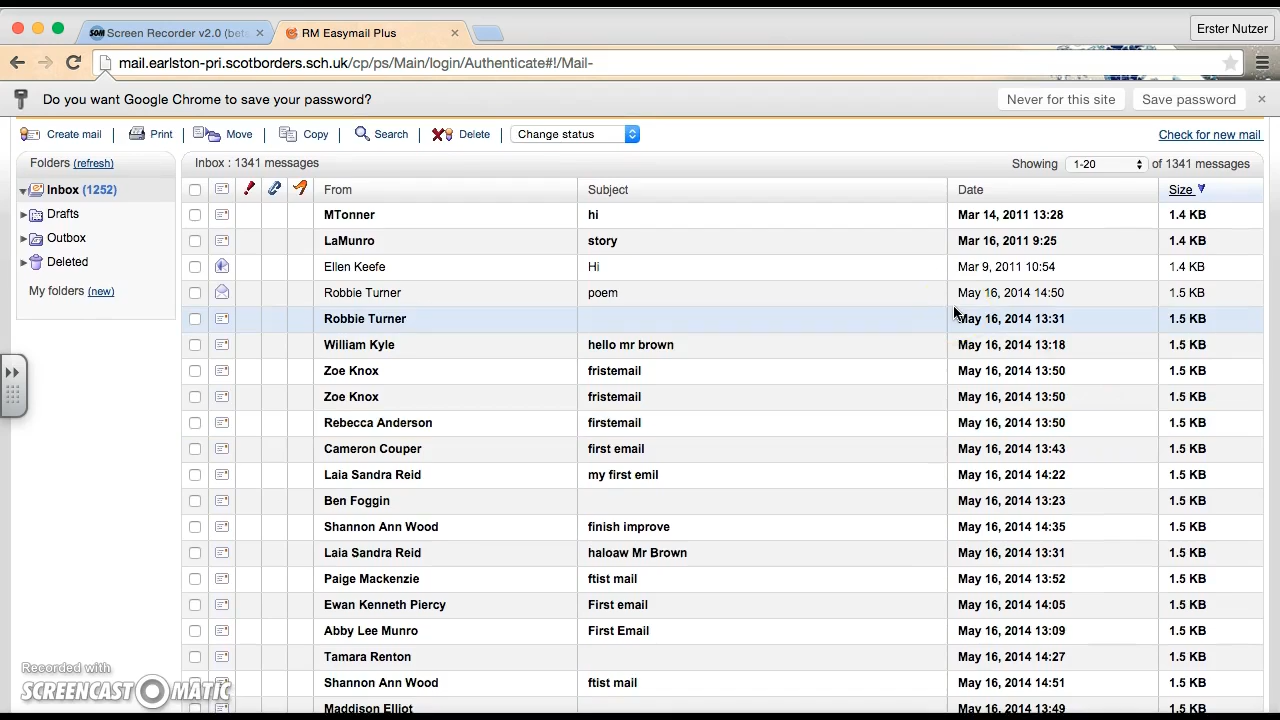 Screen Recorder v2.0 (beta
RM Easymail Plus
Erster Nutzer
mail.earlston-pri.scotborders.sch.uk/cp/ps/Main/login/Authenticate#!/Mail-
Do you want Google Chrome to save your password? Never for this site Save password
Create mail Print Move Copy Search Delete Change status Check for new mail
Folders (refresh) Inbox : 1341 messages Showing 1-20 of 1341 messages
Inbox (1252)
Drafts
Outbox
Deleted
My folders (new)
From Subject Date Size
MTonner hi Mar 14, 2011 13:28 1.4 KB
LaMunro story Mar 16, 2011 9:25 1.4 KB
Ellen Keefe Hi Mar 9, 2011 10:54 1.4 KB
Robbie Turner poem May 16, 2014 14:50 1.5 KB
Robbie Turner May 16, 2014 13:31 1.5 KB
William Kyle hello mr brown May 16, 2014 13:18 1.5 KB
Zoe Knox fristemail May 16, 2014 13:50 1.5 KB
Zoe Knox fristemail May 16, 2014 13:50 1.5 KB
Rebecca Anderson firstemail May 16, 2014 13:50 1.5 KB
Cameron Couper first email May 16, 2014 13:43 1.5 KB
Laia Sandra Reid my first emil May 16, 2014 14:22 1.5 KB
Ben Foggin May 16, 2014 13:23 1.5 KB
Shannon Ann Wood finish improve May 16, 2014 14:35 1.5 KB
Laia Sandra Reid haloaw Mr Brown May 16, 2014 13:31 1.5 KB
Paige Mackenzie ftist mail May 16, 2014 13:52 1.5 KB
Ewan Kenneth Piercy First email May 16, 2014 14:05 1.5 KB
Abby Lee Munro First Email May 16, 2014 13:09 1.5 KB
Tamara Renton May 16, 2014 14:27 1.5 KB
Shannon Ann Wood ftist mail May 16, 2014 14:51 1.5 KB
Maddison Elliot May 16, 2014 13:49 1.5 KB
Recorded with
SCREENCAST-O-MATIC